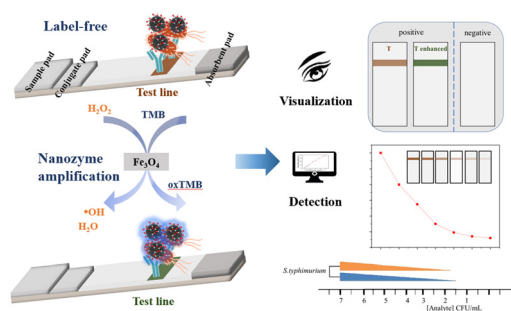 Label-free
Sample pad
Conjugate pad
Absorbent pad
Test line
H₂O₂
TMB
Nanozyme
amplification
Fe₃O₄
oxTMB
•OH
H₂O
Test line
Visualization
Detection
positive
negative
T
T enhanced
S.typhimurium
7 6 5 4 3 2 1 0
[Analyte] CFU/mL